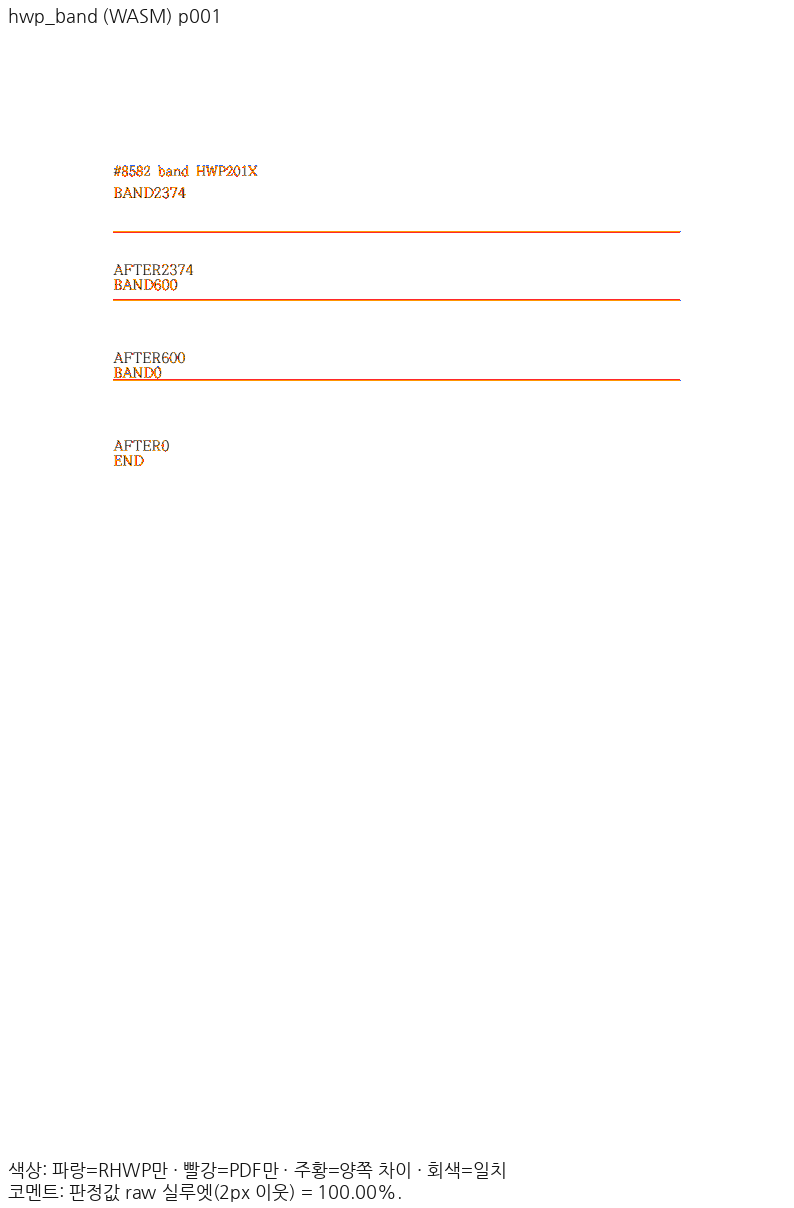 hwp_band (WASM) p001
#8582 band HWP201X
BAND2374
AFTER2374
BAND600
AFTER600
BAND0
AFTER0
END
색상: 파랑=RHWP만 · 빨강=PDF만 · 주황=양쪽 차이 · 회색=일치
코멘트: 판정값 raw 실루엣(2px 이웃) = 100.00%.